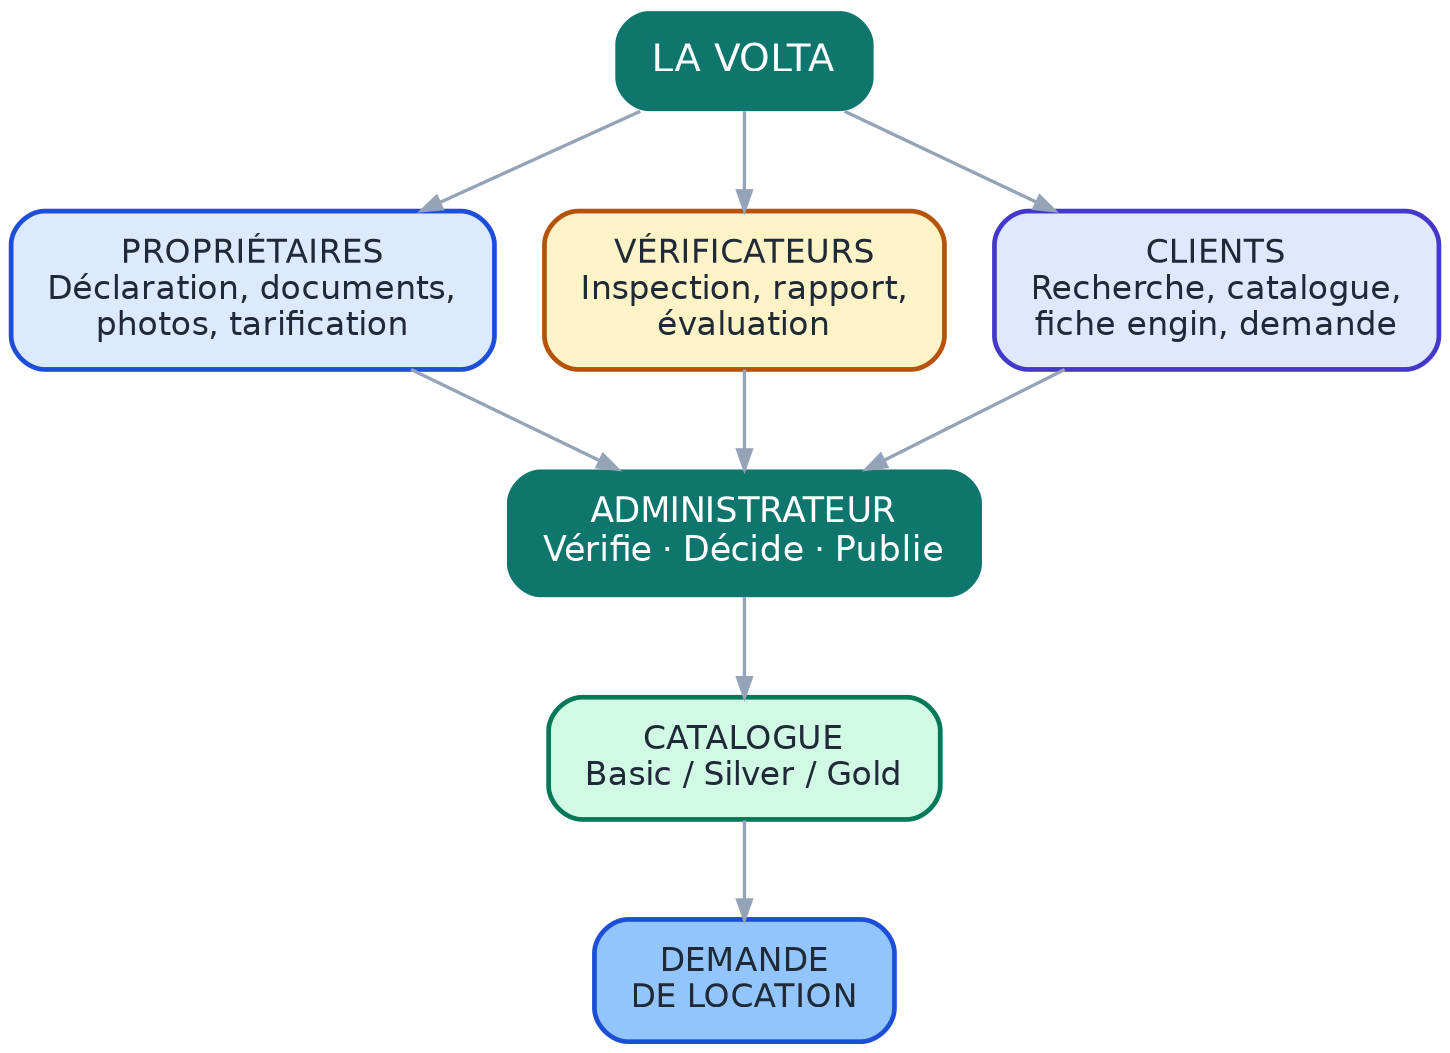 LA VOLTA
PROPRIÉTAIRES
Déclaration, documents,
photos, tarification
VÉRIFICATEURS
Inspection, rapport,
évaluation
CLIENTS
Recherche, catalogue,
fiche engin, demande
ADMINISTRATEUR
Vérifie · Décide · Publie
CATALOGUE
Basic / Silver / Gold
DEMANDE
DE LOCATION